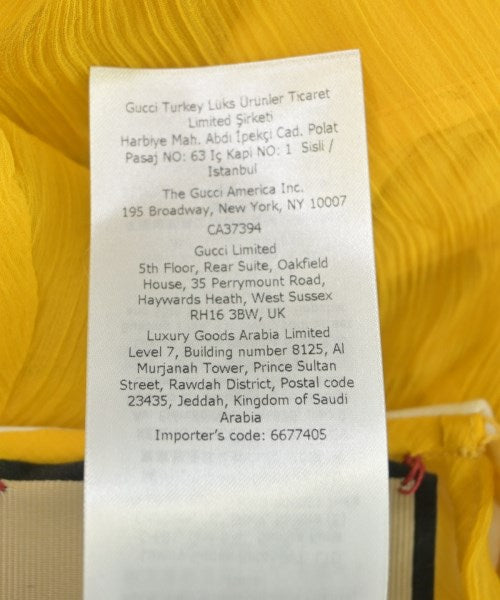 Gucci Turkey Lüks Ürünler Ticaret
Limited Şirketi
Harbiye Mah. Abdi İpekçi Cad. Polat
Pasaj NO: 63 İç Kapi NO: 1 Sisli /
Istanbul
The Gucci America Inc.
195 Broadway, New York, NY 10007
CA37394
Gucci Limited
5th Floor, Rear Suite, Oakfield
House, 35 Perrymount Road,
Haywards Heath, West Sussex
RH16 3BW, UK
Luxury Goods Arabia Limited
Level 7, Building number 8125, Al
Murjanah Tower, Prince Sultan
Street, Rawdah District, Postal code
23435, Jeddah, Kingdom of Saudi
Arabia
Importer's code: 6677405